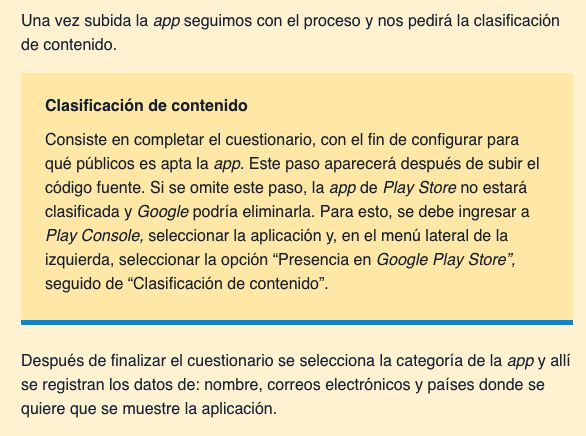 Una vez subida la app seguimos con el proceso y nos pedirá la clasificación
de contenido.
Clasificación de contenido
Consiste en completar el cuestionario, con el fin de configurar para
qué públicos es apta la app. Este paso aparecerá después de subir el
código fuente. Si se omite este paso, la app de Play Store no estará
clasificada y Google podría eliminarla. Para esto, se debe ingresar a
Play Console, seleccionar la aplicación y, en el menú lateral de la
izquierda, seleccionar la opción “Presencia en Google Play Store”,
seguido de “Clasificación de contenido”.
Después de finalizar el cuestionario se selecciona la categoría de la app y allí
se registran los datos de: nombre, correos electrónicos y países donde se
quiere que se muestre la aplicación.